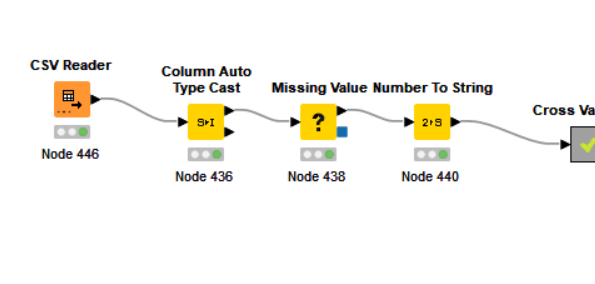 CSV Reader
Column Auto
Type Cast
Missing Value
Number To String
Cross Va
S▸I
?
2▸S
Node 446
Node 436
Node 438
Node 440